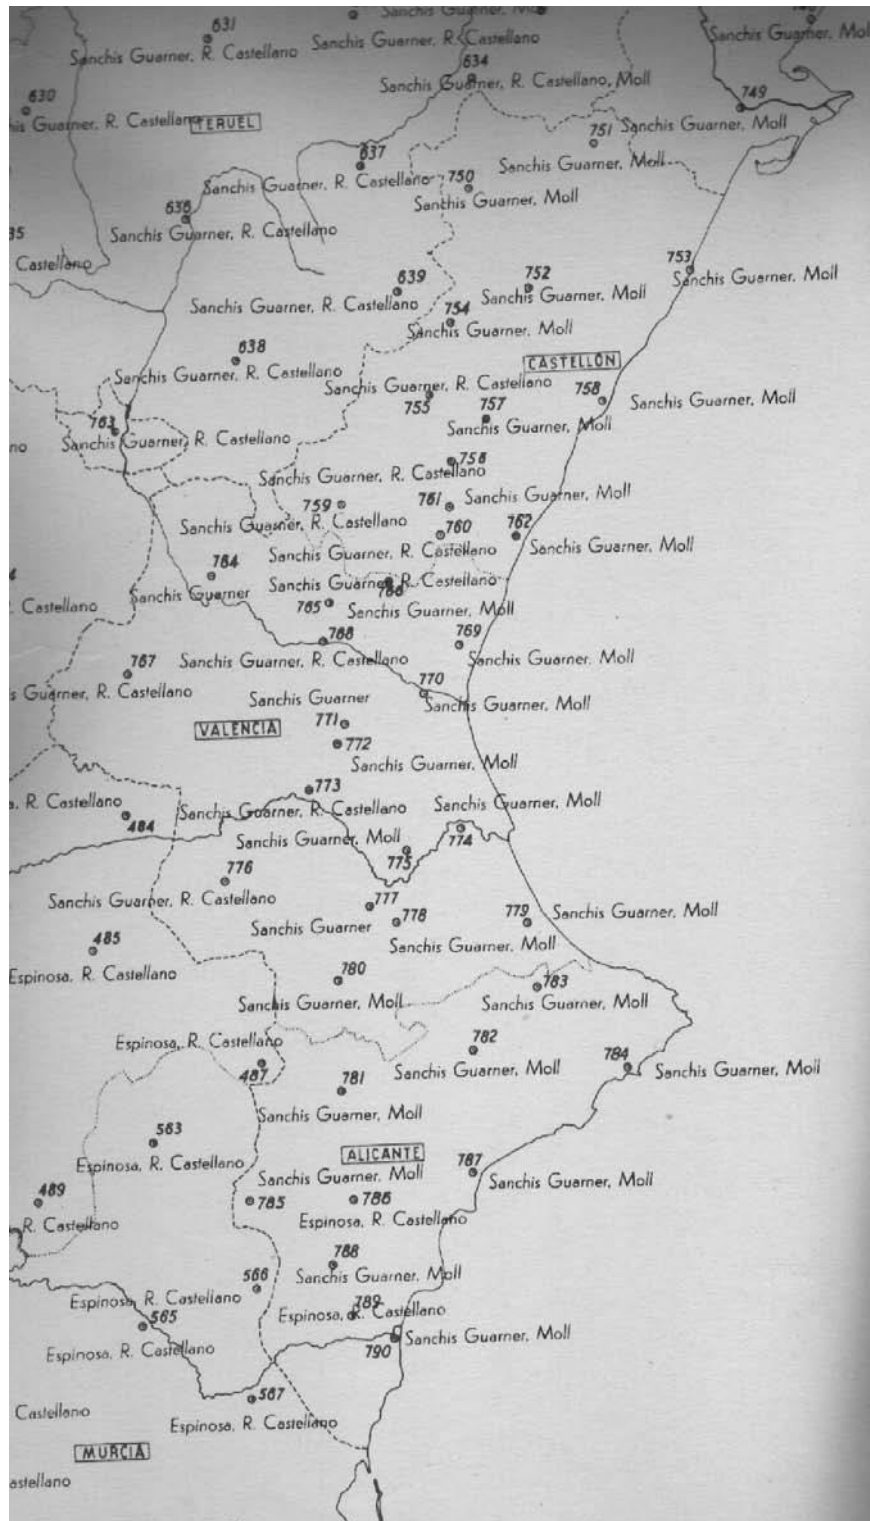 Sanchis Guarner, Moll
631
Sanchis Guarner, R. Castellano
Sanchis Guarner, R. Castellano
Sanchis Guarner, Moll
634
Sanchis Guarner, R. Castellano, Moll
630
his Guarner, R. Castellano
TERUEL
749
Sanchis Guarner, Moll
751
Sanchis Guarner, Moll
637
Sanchis Guarner, R. Castellano
750
Sanchis Guarner, Moll
636
Sanchis Guarner, R. Castellano
35
Castellano
753
Sanchis Guarner, Moll
639
Sanchis Guarner, R. Castellano
752
Sanchis Guarner, Moll
754
Sanchis Guarner, Moll
638
Sanchis Guarner, R. Castellano
CASTELLÓN
Sanchis Guarner, R. Castellano
755
757
Sanchis Guarner, Moll
758
Sanchis Guarner, Moll
763
Sanchis Guarner, R. Castellano
no
756
Sanchis Guarner, R. Castellano
759
Sanchis Guarner, R. Castellano
761
Sanchis Guarner, Moll
760
Sanchis Guarner, R. Castellano
762
Sanchis Guarner, Moll
764
Sanchis Guarner
Sanchis Guarner, R. Castellano
766
4
R. Castellano
765
Sanchis Guarner, Moll
768
Sanchis Guarner, R. Castellano
769
Sanchis Guarner, Moll
767
s Guarner, R. Castellano
Sanchis Guarner
770
Sanchis Guarner, Moll
VALENCIA
771
772
Sanchis Guarner, Moll
773
Sanchis Guarner, R. Castellano
a, R. Castellano
484
Sanchis Guarner, Moll
774
Sanchis Guarner, Moll
775
776
Sanchis Guarner, R. Castellano
777
Sanchis Guarner
778
Sanchis Guarner, Moll
779
Sanchis Guarner, Moll
485
Espinosa, R. Castellano
780
Sanchis Guarner, Moll
783
Sanchis Guarner, Moll
Espinosa, R. Castellano
487
782
Sanchis Guarner, Moll
784
Sanchis Guarner, Moll
781
Sanchis Guarner, Moll
563
Espinosa, R. Castellano
ALICANTE
Sanchis Guarner, Moll
785
787
Sanchis Guarner, Moll
489
R. Castellano
786
Espinosa, R. Castellano
788
Sanchis Guarner, Moll
566
Espinosa, R. Castellano
789
Espinosa, R. Castellano
565
Espinosa, R. Castellano
790
Sanchis Guarner, Moll
567
Espinosa, R. Castellano
Castellano
MURCIA
astellano